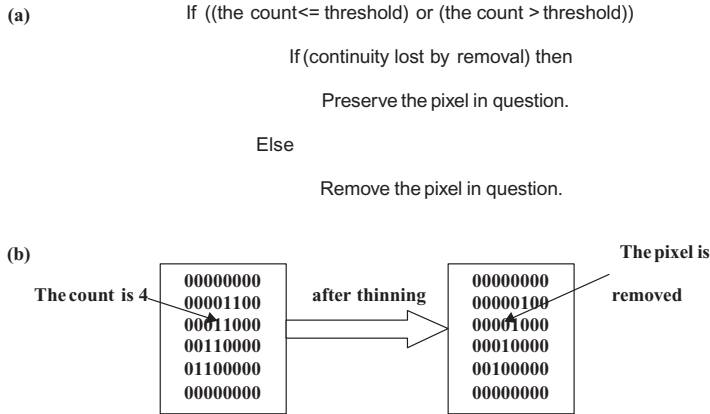 (a)
If ((the count<= threshold) or (the count > threshold))
If (continuity lost by removal) then
Preserve the pixel in question.
Else
Remove the pixel in question.
(b)
The count is 4
00000000
00001100
00011000
00110000
01100000
00000000
after thinning
00000000
00000100
00001000
00010000
00100000
00000000
The pixel is
removed